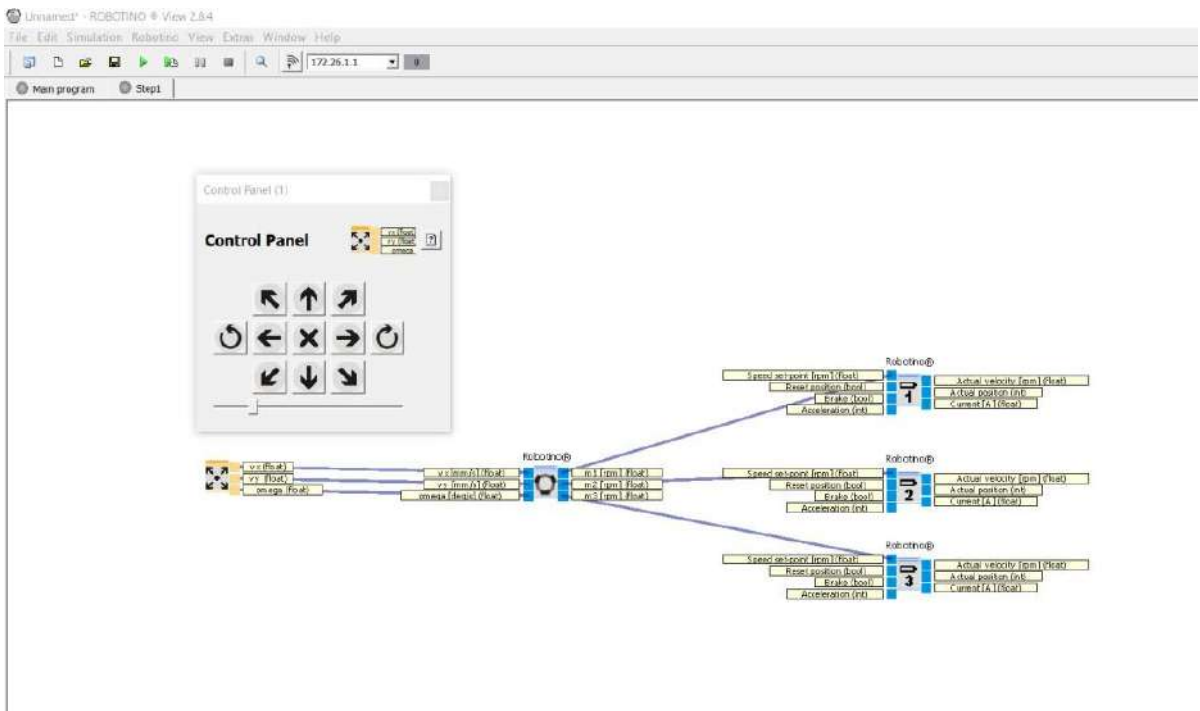 Unnamed* - ROBOTINO ® View 2.8.4
File Edit Simulation Robotino View Extras Window Help
172.26.1.1
0
Main program Step1
Control Panel (1)
Control Panel
vx (float
vy (float
omega
?
Robotino®
Speed set-point [rpm] (float)
Reset position (bool)
Brake (bool)
Acceleration (int)
1
Actual velocity [rpm] (float)
Actual position (int)
Current [A] (float)
vx (float)
vy (float)
omega (float)
Robotino®
vx [mm/s] (float)
vy [mm/s] (float)
m1 [rpm] (float)
m2 [rpm] (float)
m3 [rpm] (float)
Robotino®
Speed set-point [rpm] (float)
Reset position (bool)
Brake (bool)
Acceleration (int)
2
Actual velocity [rpm] (float)
Actual position (int)
Current [A] (float)
Robotino®
Speed set-point [rpm] (float)
Reset position (bool)
Brake (bool)
Acceleration (int)
3
Actual velocity [rpm] (float)
Actual position (int)
Current [A] (float)